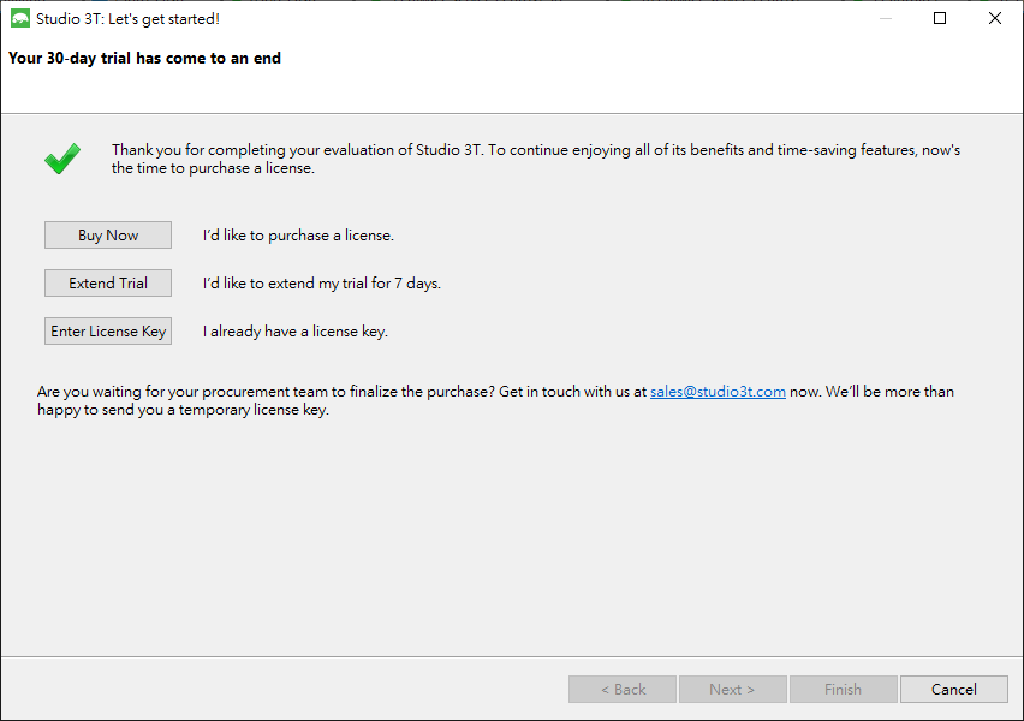 Studio 3T: Let's get started!
Your 30-day trial has come to an end
Thank you for completing your evaluation of Studio 3T. To continue enjoying all of its benefits and time-saving features, now's
the time to purchase a license.
Buy Now I'd like to purchase a license.
Extend Trial I'd like to extend my trial for 7 days.
Enter License Key I already have a license key.
Are you waiting for your procurement team to finalize the purchase? Get in touch with us at sales@studio3t.com now. We'll be more than
happy to send you a temporary license key.
< Back Next > Finish Cancel